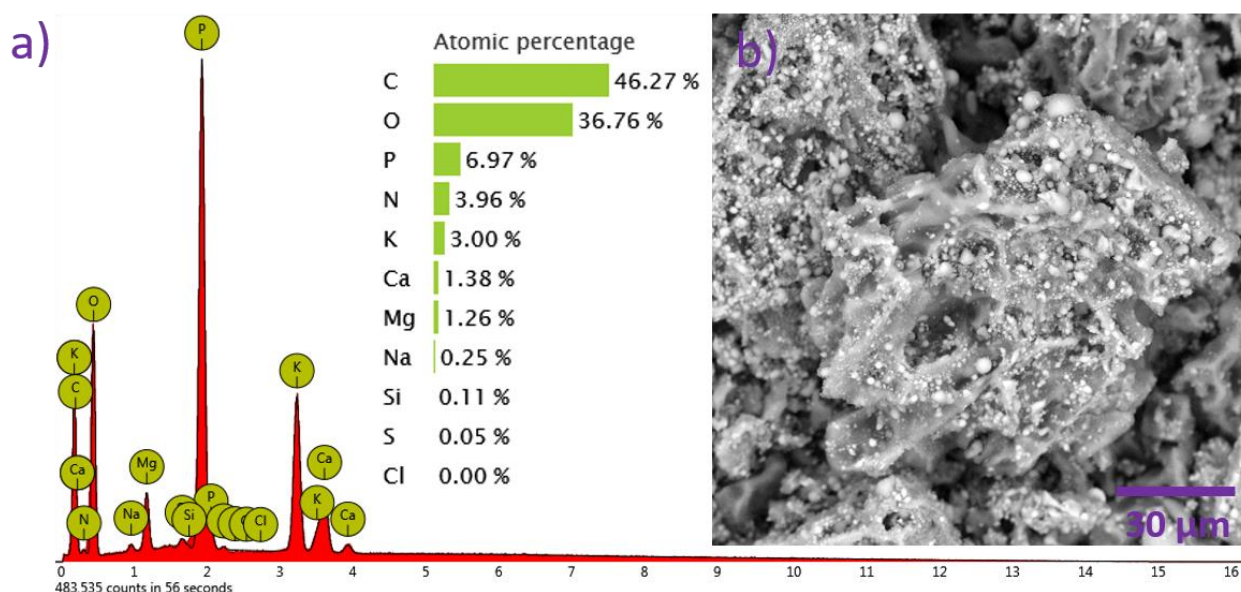 a)
P
Atomic percentage
C 46.27 %
O 36.76 %
P 6.97 %
N 3.96 %
K 3.00 %
Ca 1.38 %
Mg 1.26 %
Na 0.25 %
Si 0.11 %
S 0.05 %
Cl 0.00 %
O
K
C
Ca
N
Na
Mg
Si
P
Cl
K
K
Ca
Ca
0 1 2 3 4 5 6 7 8 9 10 11 12 13 14 15 16
483.535 counts in 56 seconds
b)
30 µm